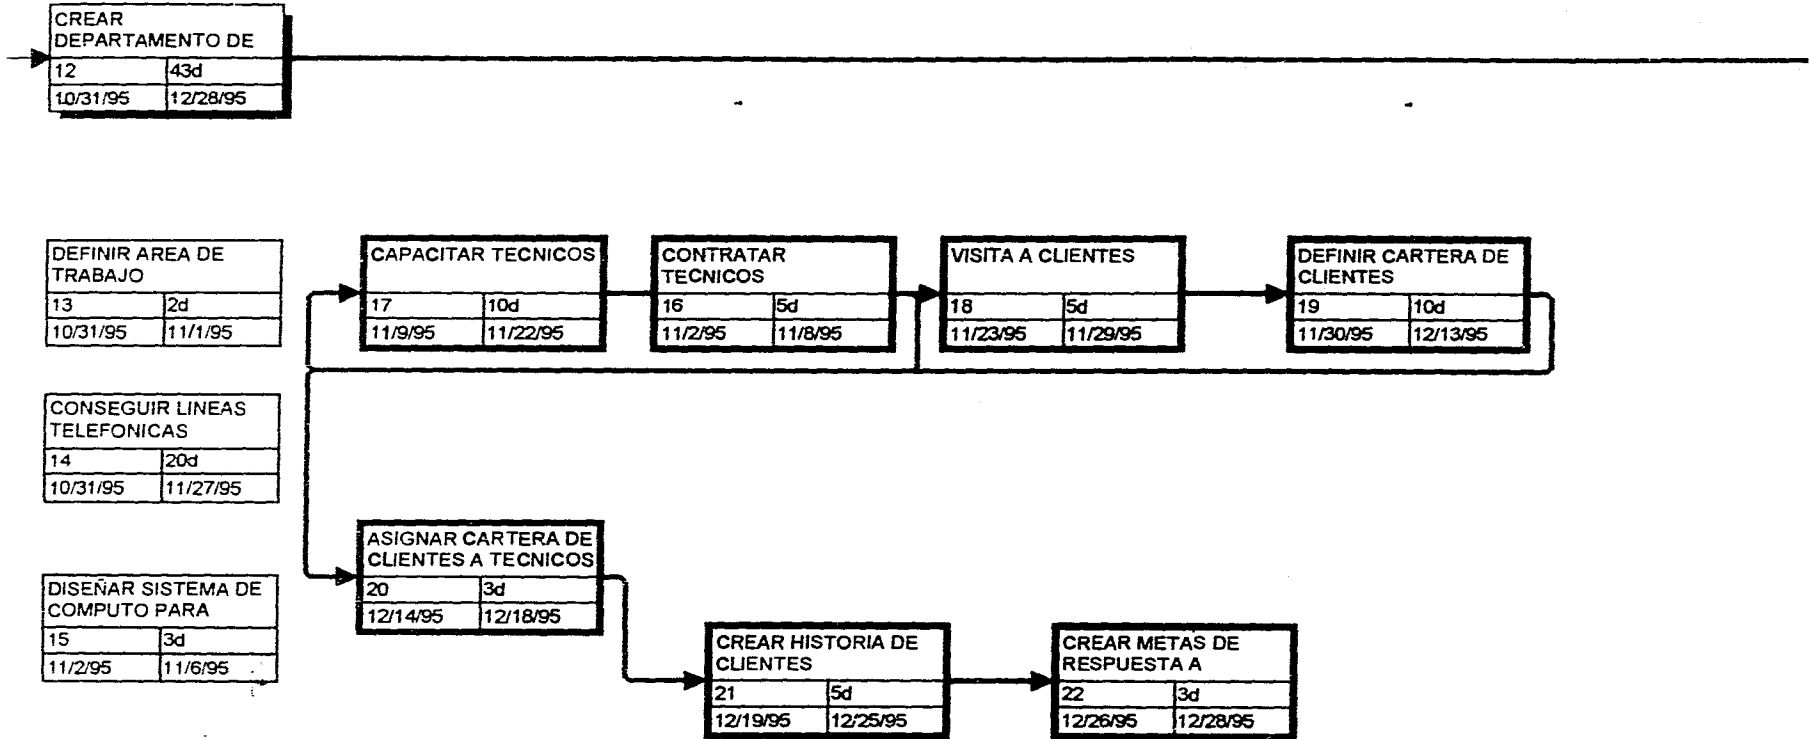 CREAR
DEPARTAMENTO DE
12 43d
10/31/95 12/28/95
DEFINIR AREA DE
TRABAJO
13 2d
10/31/95 11/1/95
CAPACITAR TECNICOS
17 10d
11/9/95 11/22/95
CONTRATAR
TECNICOS
16 5d
11/2/95 11/8/95
VISITA A CLIENTES
18 5d
11/23/95 11/29/95
DEFINIR CARTERA DE
CLIENTES
19 10d
11/30/95 12/13/95
CONSEGUIR LINEAS
TELEFONICAS
14 20d
10/31/95 11/27/95
ASIGNAR CARTERA DE
CLIENTES A TECNICOS
20 3d
12/14/95 12/18/95
DISEÑAR SISTEMA DE
COMPUTO PARA
15 3d
11/2/95 11/6/95
CREAR HISTORIA DE
CLIENTES
21 5d
12/19/95 12/25/95
CREAR METAS DE
RESPUESTA A
22 3d
12/26/95 12/28/95